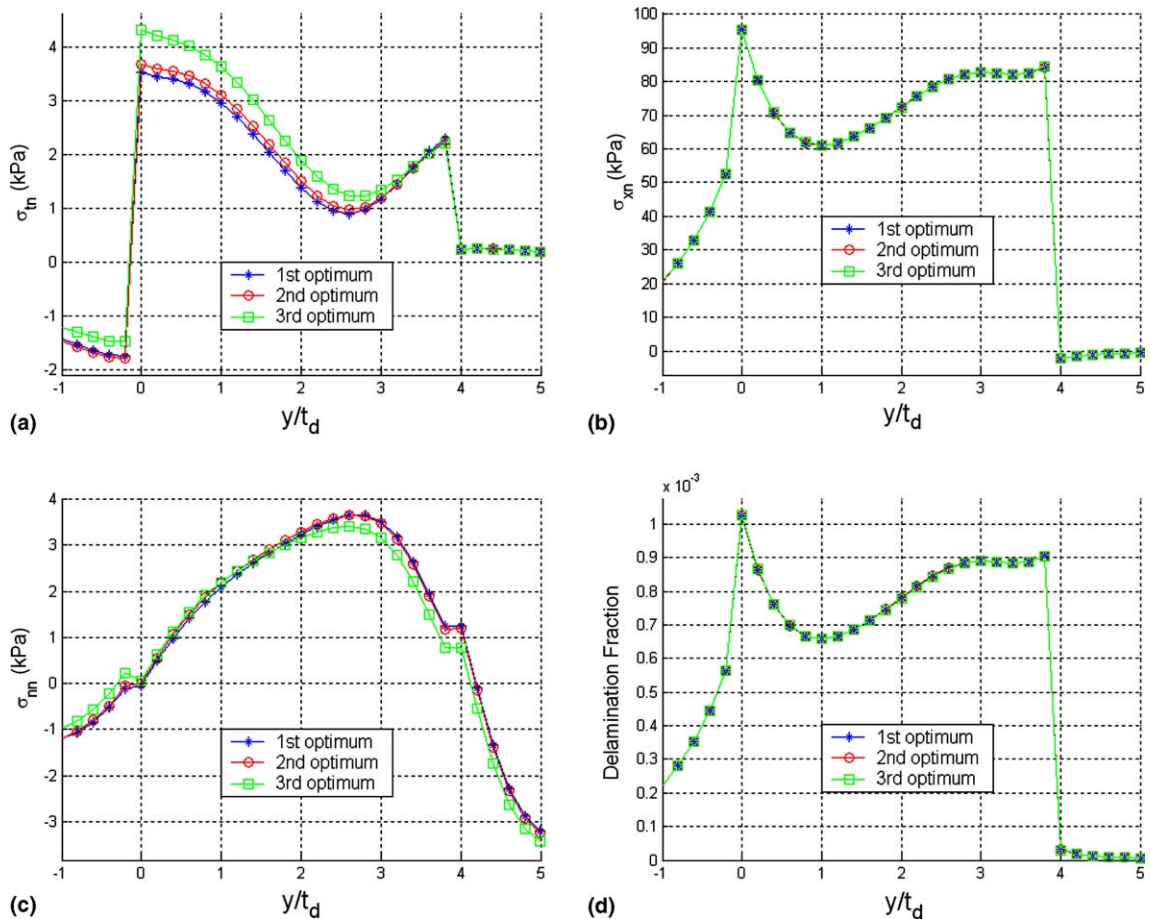 4
3
2
1
0
-1
-2
σtn (kPa)
1st optimum
2nd optimum
3rd optimum
-1 0 1 2 3 4 5
y/td
(a)
100
90
80
70
60
50
40
30
20
10
0
σxn (kPa)
1st optimum
2nd optimum
3rd optimum
-1 0 1 2 3 4 5
y/td
(b)
4
3
2
1
0
-1
-2
-3
σnn (kPa)
1st optimum
2nd optimum
3rd optimum
-1 0 1 2 3 4 5
y/td
(c)
x 10-3
1
0.9
0.8
0.7
0.6
0.5
0.4
0.3
0.2
0.1
0
Delamination Fraction
1st optimum
2nd optimum
3rd optimum
-1 0 1 2 3 4 5
y/td
(d)